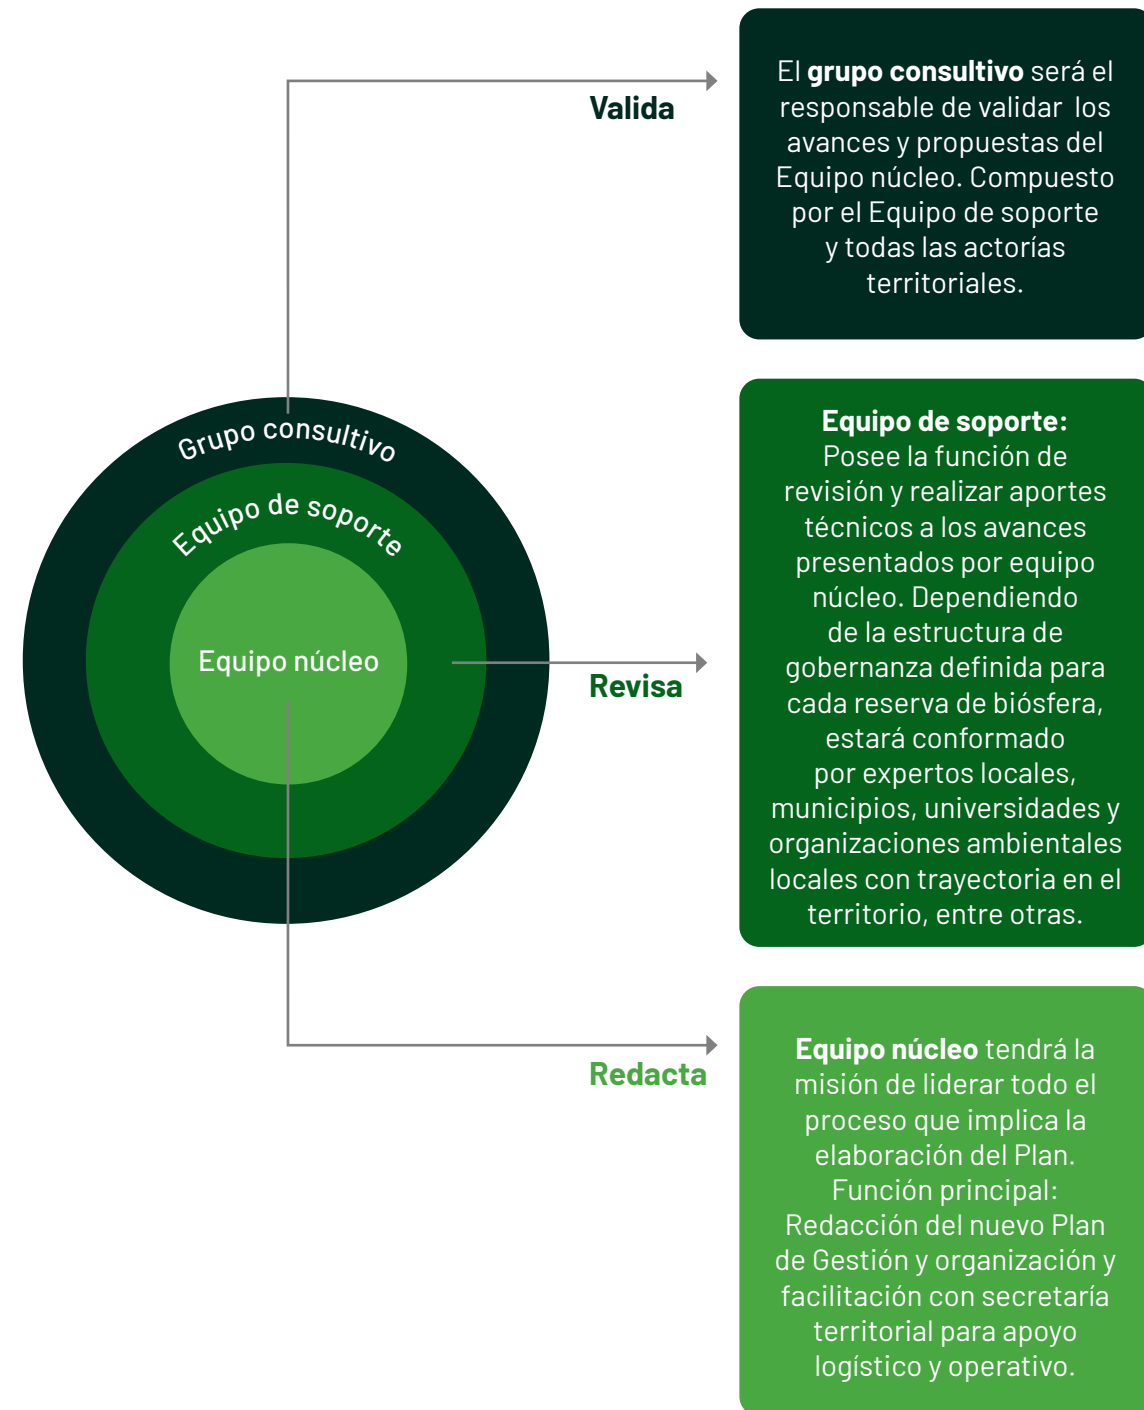 Valida
El grupo consultivo será el
responsable de validar los
avances y propuestas del
Equipo núcleo. Compuesto
por el Equipo de soporte
y todas las actorías
territoriales.
Grupo consultivo
Equipo de soporte
Equipo núcleo
Revisa
Equipo de soporte:
Posee la función de
revisión y realizar aportes
técnicos a los avances
presentados por equipo
núcleo. Dependiendo
de la estructura de
gobernanza definida para
cada reserva de biósfera,
estará conformado
por expertos locales,
municipios, universidades y
organizaciones ambientales
locales con trayectoria en el
territorio, entre otras.
Redacta
Equipo núcleo tendrá la
misión de liderar todo el
proceso que implica la
elaboración del Plan.
Función principal:
Redacción del nuevo Plan
de Gestión y organización y
facilitación con secretaría
territorial para apoyo
logístico y operativo.